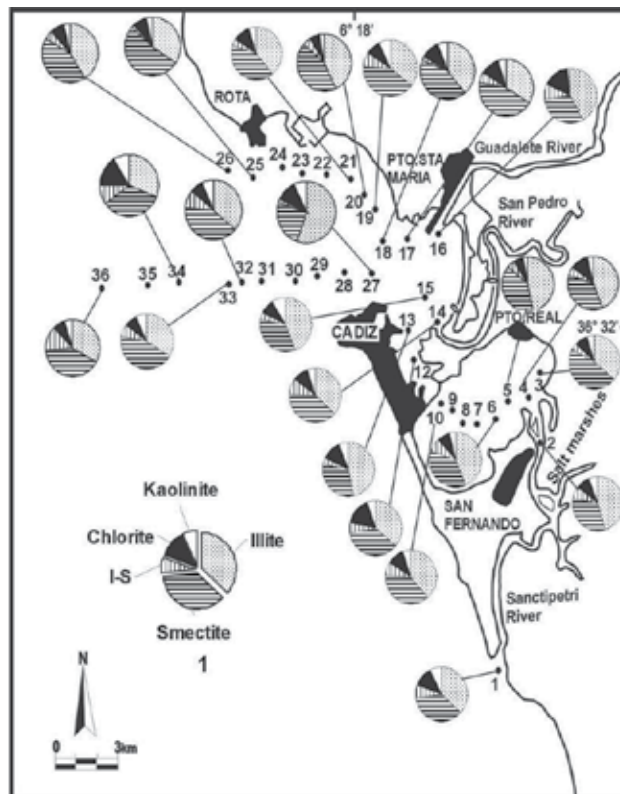 6° 18'
ROTA
PTO.STA
MARIA
Guadalete River
San Pedro
River
26
25
24
23
22
21
20
19
18
17
16
36
35
34
33
32
31
30
29
28
27
15
14
13
CADIZ
PTO.REAL
36° 32'
12
10
9
8
7
6
5
4
3
2
Salt marshes
SAN
FERNANDO
Sanctipetri
River
1
Kaolinite
Chlorite
Illite
I-S
Smectite
1
N
0
3km